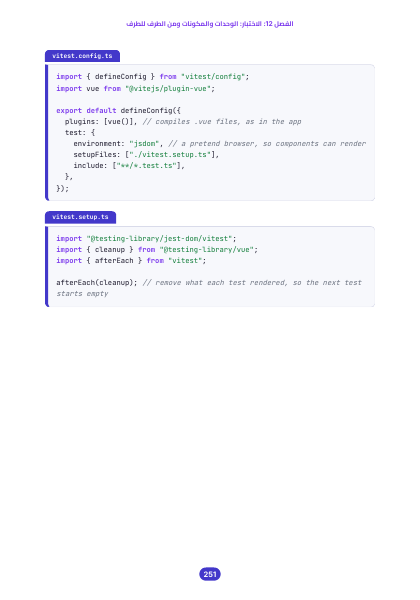 الفصل 12: الاختبار: الوحدات والمكونات ومن الطرف للطرف
vitest.config.ts
import { defineConfig } from "vitest/config";
import vue from "@vitejs/plugin-vue";
export default defineConfig({
plugins: [vue()], // compiles .vue files, as in the app
test: {
environment: "jsdom", // a pretend browser, so components can render
setupFiles: ["./vitest.setup.ts"],
include: ["**/*.test.ts"],
},
});
vitest.setup.ts
import "@testing-library/jest-dom/vitest";
import { cleanup } from "@testing-library/vue";
import { afterEach } from "vitest";
afterEach(cleanup); // remove what each test rendered, so the next test
starts empty
251